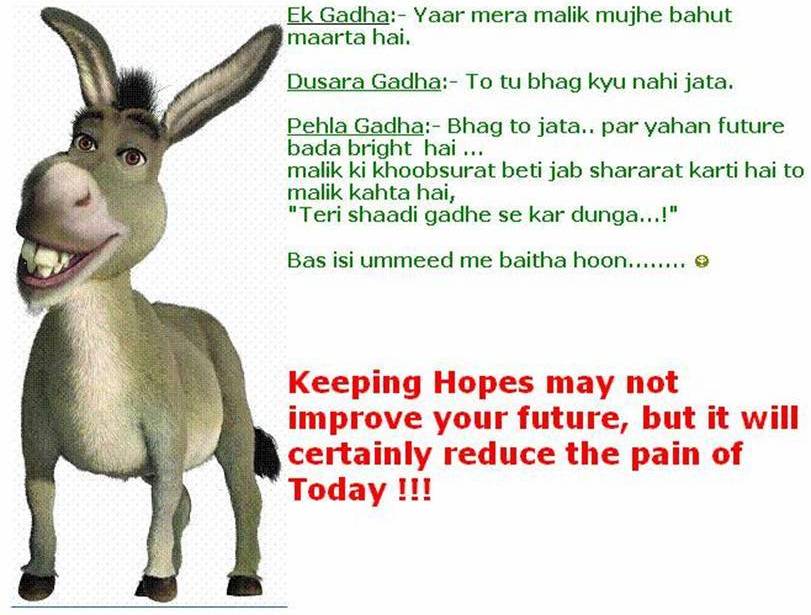 Ek Gadha:- Yaar mera malik mujhe bahut
maarta hai.
Dusara Gadha:- To tu bhag kyu nahi jata.
Pehla Gadha:- Bhag to jata.. par yahan future
bada bright hai ...
malik ki khoobsurat beti jab shararat karti hai to
malik kahta hai,
"Teri shaadi gadhe se kar dunga...!"
Bas isi ummeed me baitha hoon........
Keeping Hopes may not
improve your future, but it will
certainly reduce the pain of
Today !!!